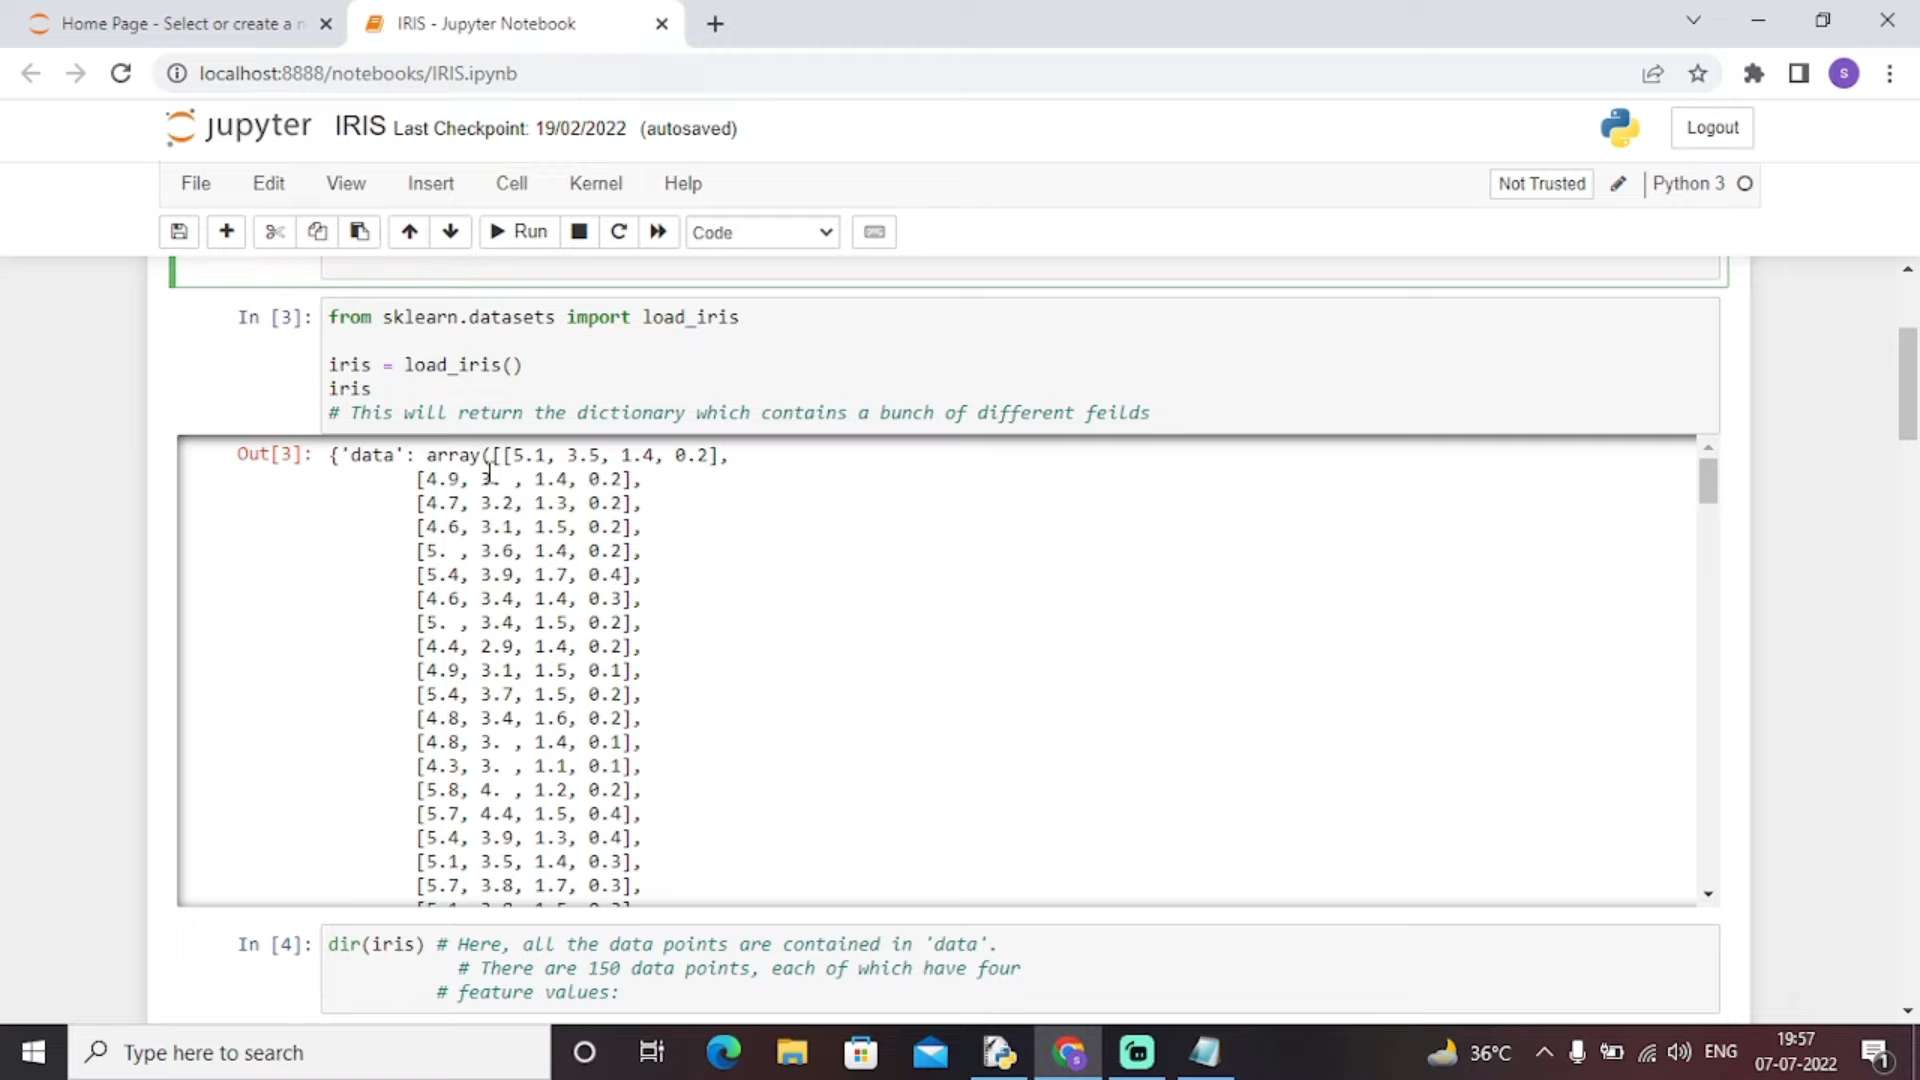 Home Page - Select or create a n
IRIS - Jupyter Notebook
localhost:8888/notebooks/IRIS.ipynb
S
jupyter IRIS Last Checkpoint: 19/02/2022 (autosaved)
Logout
File Edit View Insert Cell Kernel Help
Not Trusted Python 3
Run Code
In [3]: from sklearn.datasets import load_iris
iris = load_iris()
iris
# This will return the dictionary which contains a bunch of different feilds
Out[3]: {'data': array([[5.1, 3.5, 1.4, 0.2],
[4.9, 3. , 1.4, 0.2],
[4.7, 3.2, 1.3, 0.2],
[4.6, 3.1, 1.5, 0.2],
[5. , 3.6, 1.4, 0.2],
[5.4, 3.9, 1.7, 0.4],
[4.6, 3.4, 1.4, 0.3],
[5. , 3.4, 1.5, 0.2],
[4.4, 2.9, 1.4, 0.2],
[4.9, 3.1, 1.5, 0.1],
[5.4, 3.7, 1.5, 0.2],
[4.8, 3.4, 1.6, 0.2],
[4.8, 3. , 1.4, 0.1],
[4.3, 3. , 1.1, 0.1],
[5.8, 4. , 1.2, 0.2],
[5.7, 4.4, 1.5, 0.4],
[5.4, 3.9, 1.3, 0.4],
[5.1, 3.5, 1.4, 0.3],
[5.7, 3.8, 1.7, 0.3],
In [4]: dir(iris) # Here, all the data points are contained in 'data'.
# There are 150 data points, each of which have four
# feature values:
Type here to search
36°C
ENG
19:57
07-07-2022
1